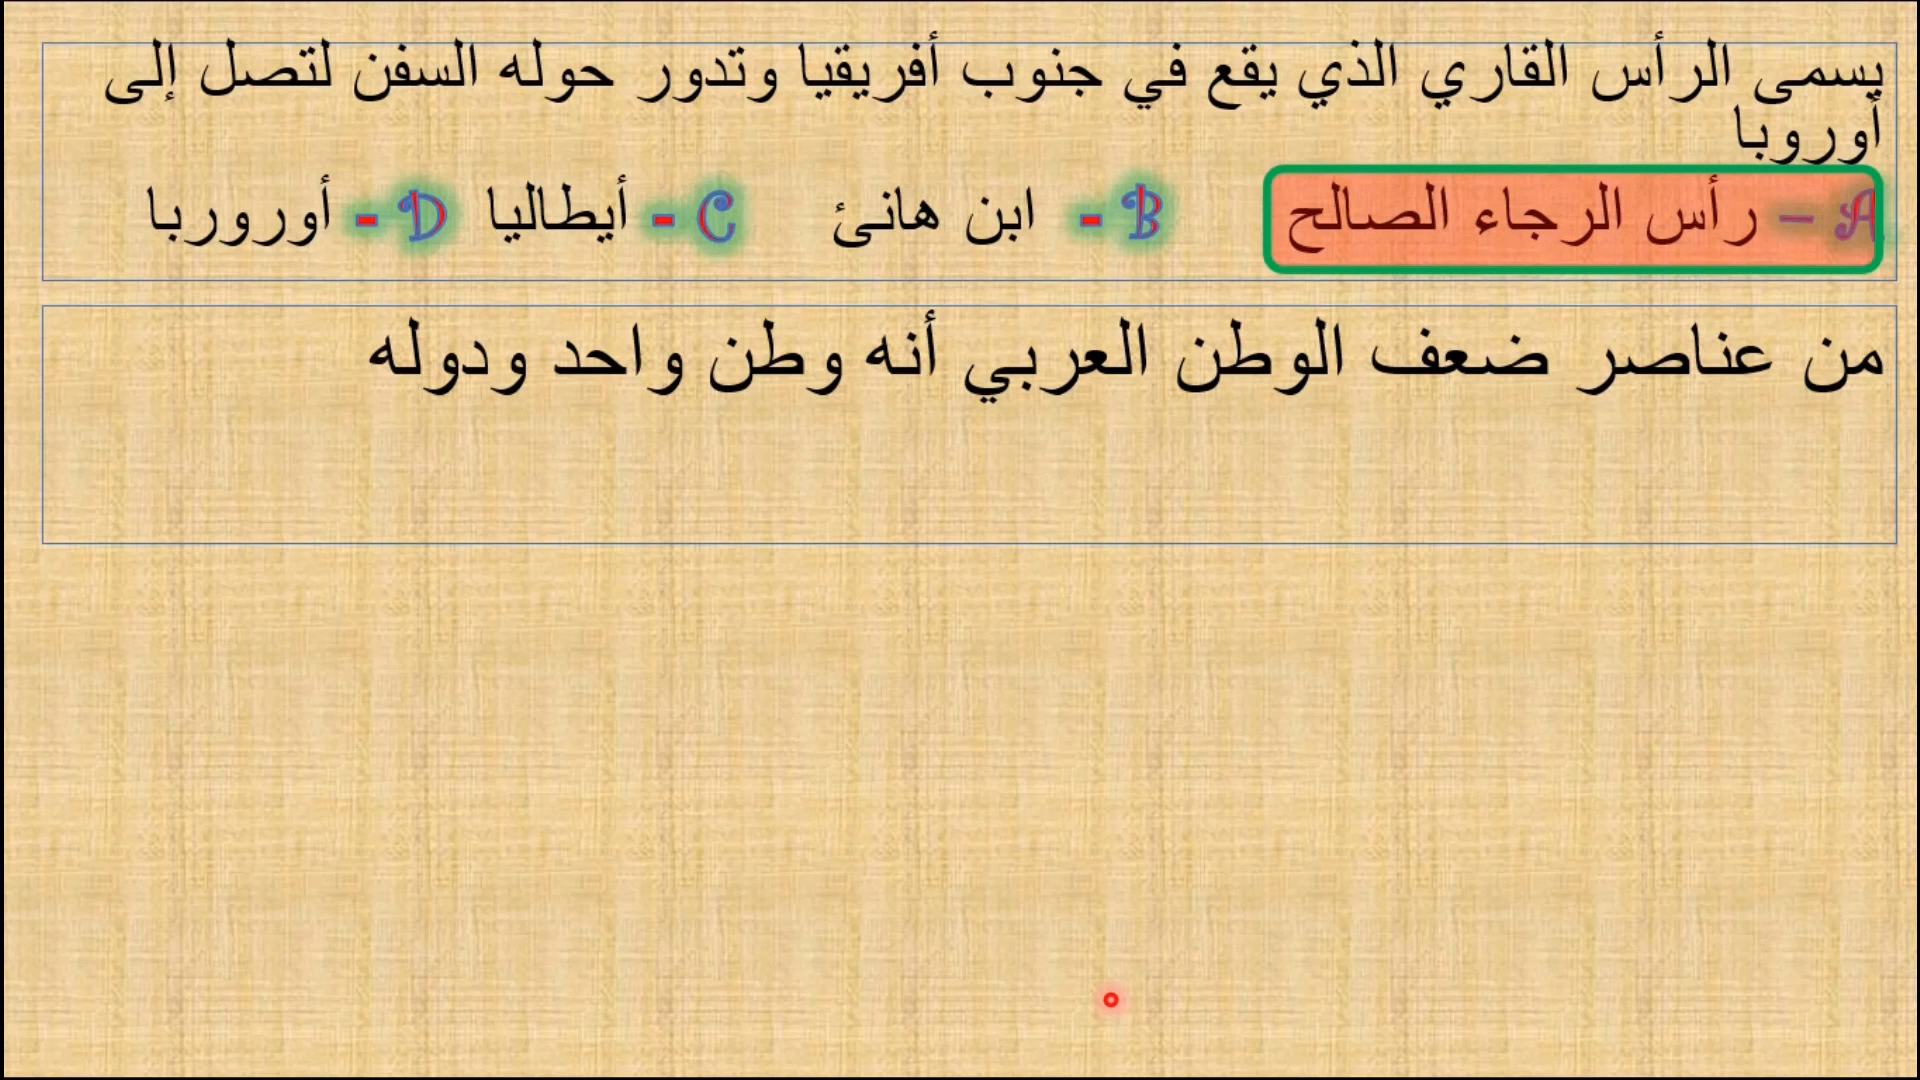 يسمى الرأس القاري الذي يقع في جنوب أفريقيا وتدور حوله السفن لتصل إلى
أوروبا
A – رأس الرجاء الصالح B - ابن هانئ C - أيطاليا D - أوروربا
من عناصر ضعف الوطن العربي أنه وطن واحد ودوله